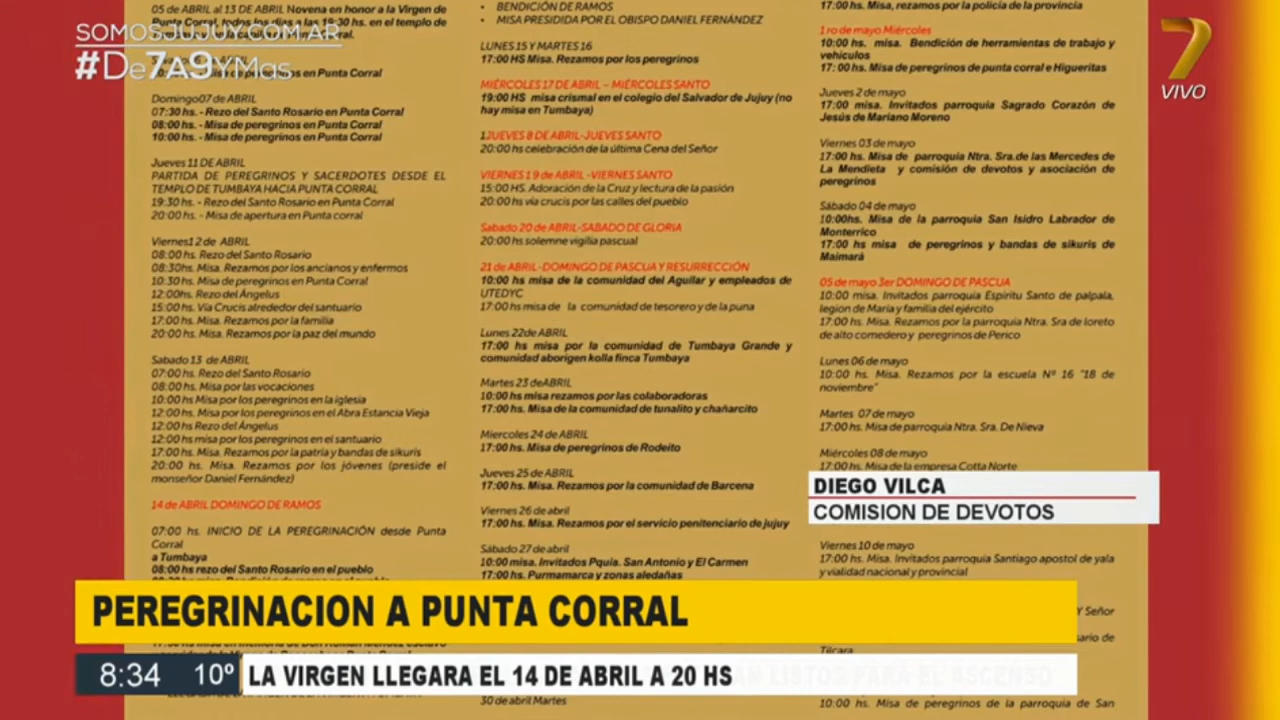 SOMOSJUJUY.COM.AR
#De7a9YMas
7
VIVO
05 de ABRIL al 13 DE ABRIL Novena en honor a la Virgen de
Punta Corral, todos los días a las 19:30 hs. en el templo de
misa de peregrinos en Punta Corral
Domingo07 de ABRIL
07:30 hs. - Rezo del Santo Rosario en Punta Corral
08:00 hs. - Misa de peregrinos en Punta Corral
10:00 hs. - Misa de peregrinos en Punta Corral
Jueves 11 DE ABRIL
PARTIDA DE PEREGRINOS Y SACERDOTES DESDE EL
TEMPLO DE TUMBAYA HACIA PUNTA CORRAL
19:30 hs. - Rezo del Santo Rosario en Punta Corral
20:00 hs. - Misa de apertura en Punta corral
Viernes12 de ABRIL
08:00 hs. Rezo del Santo Rosario
08:30hs. Misa. Rezamos por los ancianos y enfermos
10:30 hs. Misa de peregrinos en Punta Corral
12:00hs. Rezo del Ángelus
15:00 hs. Vía Crucis alrededor del santuario
17:00 hs. Misa. Rezamos por la familia
20:00 hs. Misa. Rezamos por la paz del mundo
Sabado 13 de ABRIL
07:00 hs. Rezo del Santo Rosario
08:00 hs. Misa por las vocaciones
10:00 hs Misa por los peregrinos en la iglesia
12:00 hs. Misa por los peregrinos en el Abra Estancia Vieja
12:00 hs Rezo del Ángelus
12:00 hs misa por los peregrinos en el santuario
17:00 hs. Misa. Rezamos por la patria y bandas de sikuris
20:00 hs. Misa. Rezamos por los jóvenes (preside el
monseñor Daniel Fernández)
14 de ABRIL DOMINGO DE RAMOS
07:00 hs. INICIO DE LA PEREGRINACIÓN desde Punta
Corral
a Tumbaya
08:00 hs rezo del Santo Rosario en el pueblo
• BENDICIÓN DE RAMOS
• MISA PRESIDIDA POR EL OBISPO DANIEL FERNÁNDEZ
LUNES 15 Y MARTES 16
17:00 HS Misa. Rezamos por los peregrinos
MIÉRCOLES 17 DE ABRIL – MIÉRCOLES SANTO
19:00 HS misa crismal en el colegio del Salvador de Jujuy (no
hay misa en Tumbaya)
1JUEVES 8 DE ABRIL-JUEVES SANTO
20:00 hs celebración de la última Cena del Señor
VIERNES 1 9 de ABRIL -VIERNES SANTO
15:00 HS. Adoración de la Cruz y lectura de la pasión
20:00 hs vía crucis por las calles del pueblo
Sabado 20 de ABRIL-SABADO DE GLORIA
20:00 hs solemne vigilia pascual
21 de ABRIL-DOMINGO DE PASCUA Y RESURRECCIÓN
10:00 hs misa de la comunidad del Aguilar y empleados de
UTEDYC
17:00 hs misa de la comunidad de tesorero y de la puna
Lunes 22de ABRIL
17:00 hs misa por la comunidad de Tumbaya Grande y
comunidad aborigen kolla finca Tumbaya
Martes 23 deABRIL
10:00 hs misa rezamos por las colaboradoras
17:00 hs. Misa de la comunidad de tunalito y chañarcito
Miercoles 24 de ABRIL
17:00 hs. Misa de peregrinos de Rodeito
Jueves 25 de ABRIL
17:00 hs. Misa. Rezamos por la comunidad de Barcena
Viernes 26 de abril
17:00 hs. Misa. Rezamos por el servicio penitenciario de jujuy
Sábado 27 de abril
10:00 misa. Invitados Pquia. San Antonio y El Carmen
17:00 hs. Purmamarca y zonas aledañas
30 de abril Martes
17:00 hs. Misa, rezamos por la policía de la provincia
1 ro de mayo Miércoles
10:00 hs. misa. Bendición de herramientas de trabajo y
vehículos
17: 00 hs. Misa de peregrinos de punta corral e Higueritas
Jueves 2 de mayo
17:00 misa. Invitados parroquia Sagrado Corazón de
Jesús de Mariano Moreno
Viernes 03 de mayo
17:00 hs. Misa de parroquia Ntra. Sra.de las Mercedes de
La Mendieta y comisión de devotos y asociación de
peregrinos
Sábado 04 de mayo
10:00hs. Misa de la parroquia San Isidro Labrador de
Monterrico
17:00 hs misa de peregrinos y bandas de sikuris de
Maimará
05 de mayo 3er DOMINGO DE PASCUA
10:00 misa. Invitados parroquia Espíritu Santo de palpala,
legion de María y familia del ejército
17:00 hs. Misa. Rezamos por la parroquia Ntra. Sra de loreto
de alto comedero y peregrinos de Perico
Lunes 06 de mayo
10:00 hs. Misa. Rezamos por la escuela Nº 16 "18 de
noviembre"
Martes 07 de mayo
17:00 hs. Misa de parroquia Ntra. Sra. De Nieva
Miércoles 08 de mayo
17:00 hs. Misa de la empresa Cotta Norte
DIEGO VILCA
COMISION DE DEVOTOS
Viernes 10 de mayo
17:00 hs. Misa. Invitados parroquia Santiago apostol de yala
y vialidad nacional y provincial
Y Señor
ario de
Tilcara
10:00 hs. Misa de peregrinos de la parroquia de San
PEREGRINACION A PUNTA CORRAL
8:34 10º LA VIRGEN LLEGARA EL 14 DE ABRIL A 20 HS